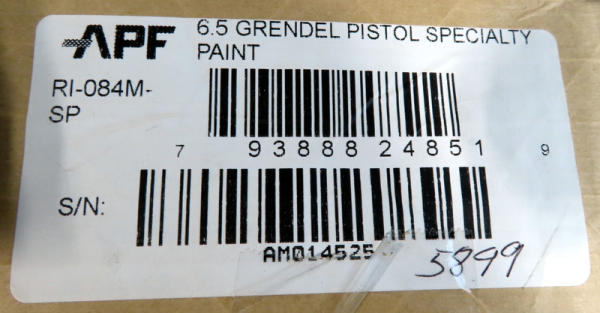 APF
6.5 GRENDEL PISTOL SPECIALTY
PAINT
RI-084M-
SP
7 93888 24851 9
S/N:
AM014525
5899